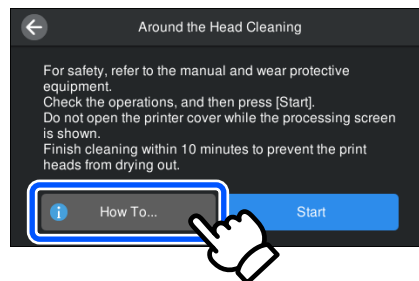 Around the Head Cleaning
For safety, refer to the manual and wear protective
equipment.
Check the operations, and then press [Start].
Do not open the printer cover while the processing screen
is shown.
Finish cleaning within 10 minutes to prevent the print
heads from drying out.
i How To... Start